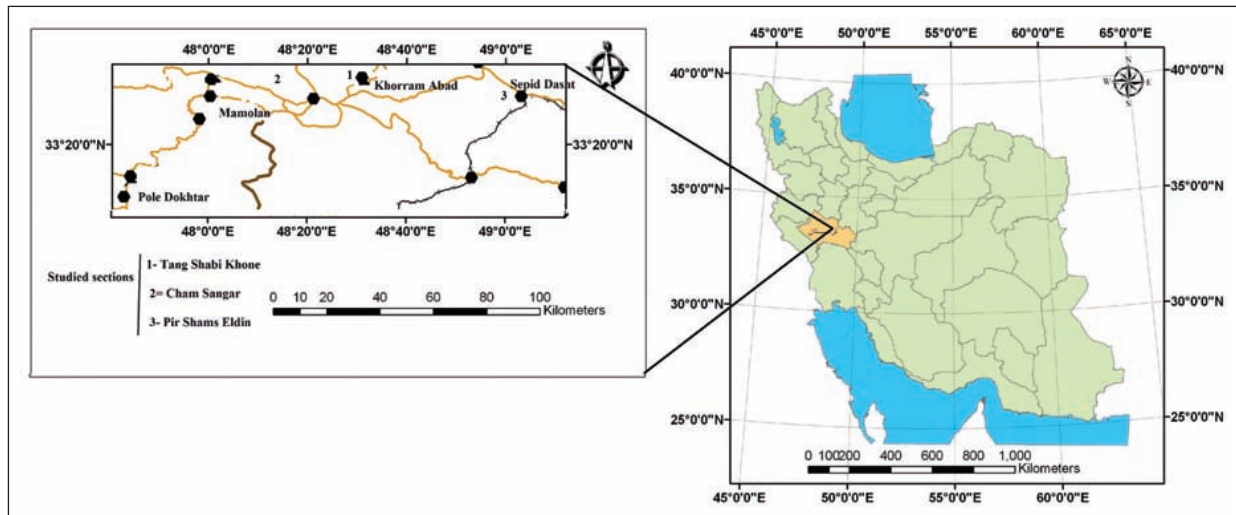 48°0'0"E 48°20'0"E 48°40'0"E 49°0'0"E
2 1 Khorram Abad Sepid Dasht
3
Mamolan
33°20'0"N 33°20'0"N
Pole Dokhtar
48°0'0"E 48°20'0"E 48°40'0"E 49°0'0"E
Studied sections
1- Tang Shabi Khone
2= Cham Sangar
3- Pir Shams Eldin
0 10 20 40 60 80 100
Kilometers
45°0'0"E 50°0'0"E 55°0'0"E 60°0'0"E 65°0'0"E
N
W E
S
40°0'0"N 40°0'0"N
35°0'0"N 35°0'0"N
30°0'0"N 30°0'0"N
25°0'0"N 25°0'0"N
0 100200 400 600 800 1,000
Kilometers
45°0'0"E 50°0'0"E 55°0'0"E 60°0'0"E